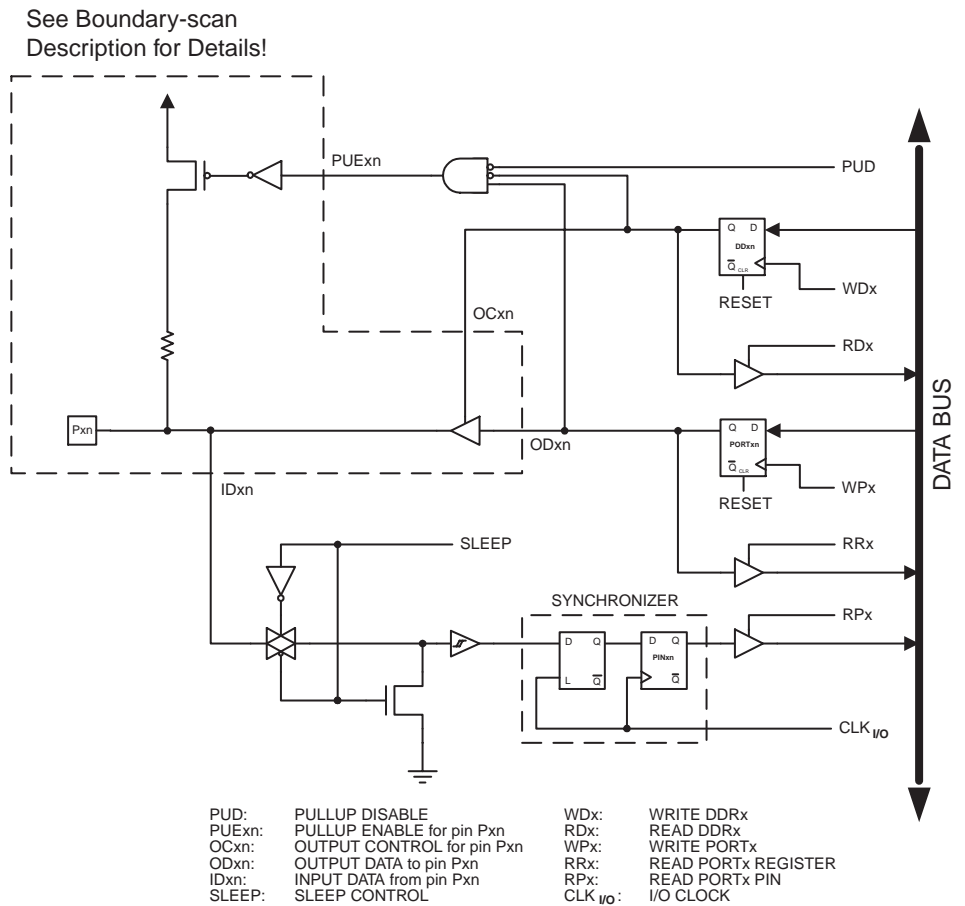 See Boundary-scan
Description for Details!
PUExn
PUD
Q D
DDxn
Q CLR
RESET
WDx
OCxn
RDx
Pxn
ODxn
Q D
PORTxn
Q CLR
RESET
WPx
IDxn
SLEEP
RRx
SYNCHRONIZER
RPx
D Q
L Q
D Q
PINxn
Q
CLK I/O
DATA BUS
PUD: PULLUP DISABLE
PUExn: PULLUP ENABLE for pin Pxn
OCxn: OUTPUT CONTROL for pin Pxn
ODxn: OUTPUT DATA to pin Pxn
IDxn: INPUT DATA from pin Pxn
SLEEP: SLEEP CONTROL
WDx: WRITE DDRx
RDx: READ DDRx
WPx: WRITE PORTx
RRx: READ PORTx REGISTER
RPx: READ PORTx PIN
CLK I/O: I/O CLOCK